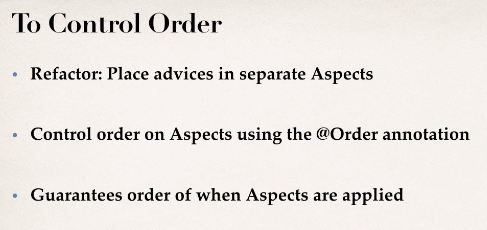 To Control Order
• Refactor: Place advices in separate Aspects
• Control order on Aspects using the @Order annotation
• Guarantees order of when Aspects are applied